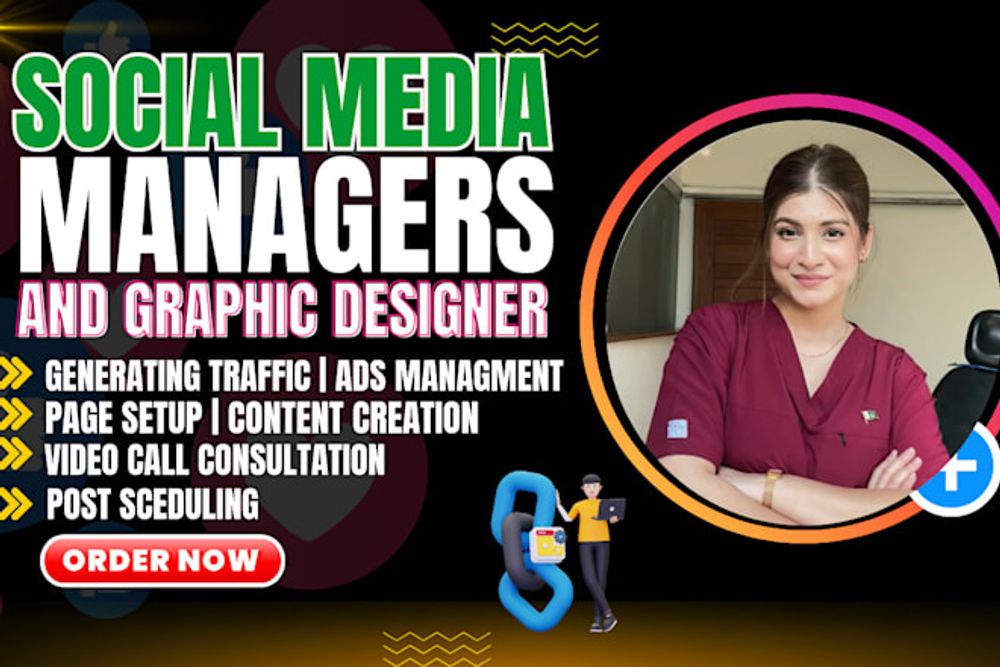 SOCIAL MEDIA
MANAGERS
AND GRAPHIC DESIGNER
GENERATING TRAFFIC | ADS MANAGMENT
PAGE SETUP | CONTENT CREATION
VIDEO CALL CONSULTATION
POST SCEDULING
ORDER NOW